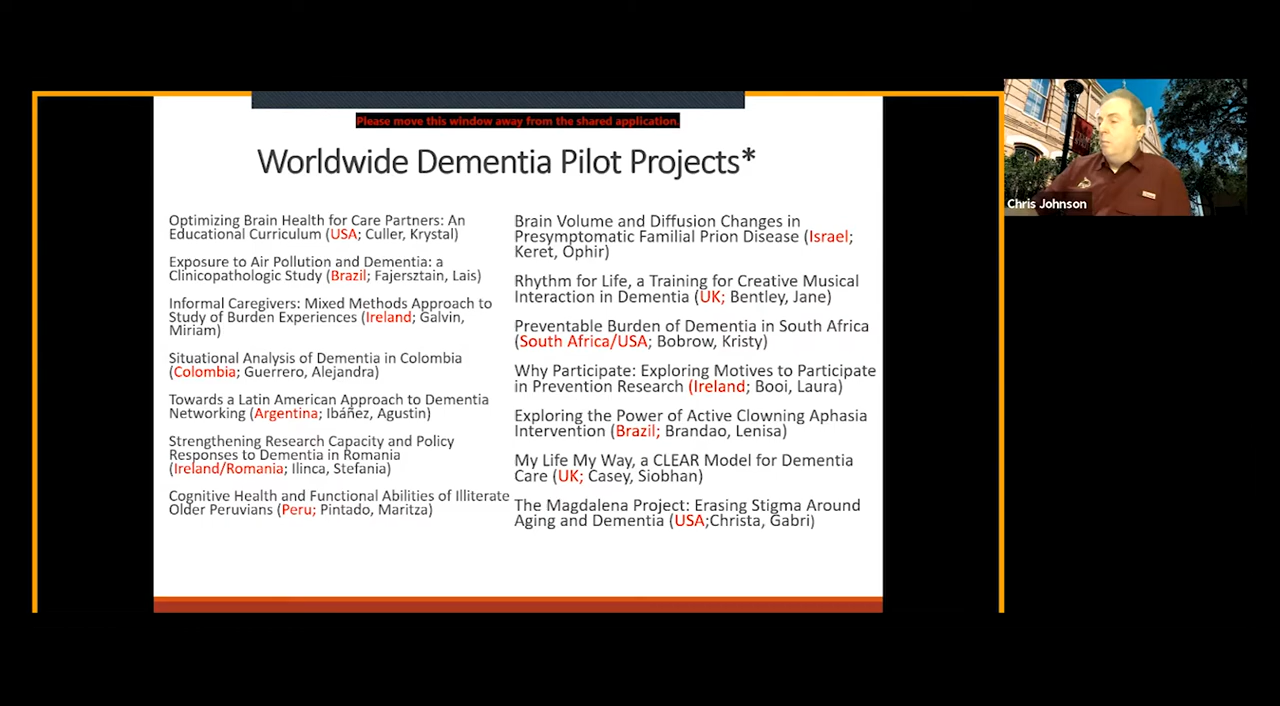 Please move this window away from the shared application.
Worldwide Dementia Pilot Projects*
Optimizing Brain Health for Care Partners: An
Educational Curriculum (USA; Culler, Krystal)
Exposure to Air Pollution and Dementia: a
Clinicopathologic Study (Brazil; Fajersztain, Lais)
Informal Caregivers: Mixed Methods Approach to
Study of Burden Experiences (Ireland; Galvin,
Miriam)
Situational Analysis of Dementia in Colombia
(Colombia; Guerrero, Alejandra)
Towards a Latin American Approach to Dementia
Networking (Argentina; Ibáñez, Agustin)
Strengthening Research Capacity and Policy
Responses to Dementia in Romania
(Ireland/Romania; Ilinca, Stefania)
Cognitive Health and Functional Abilities of Illiterate
Older Peruvians (Peru; Pintado, Maritza)
Brain Volume and Diffusion Changes in
Presymptomatic Familial Prion Disease (Israel;
Keret, Ophir)
Rhythm for Life, a Training for Creative Musical
Interaction in Dementia (UK; Bentley, Jane)
Preventable Burden of Dementia in South Africa
(South Africa/USA; Bobrow, Kristy)
Why Participate: Exploring Motives to Participate
in Prevention Research (Ireland; Booi, Laura)
Exploring the Power of Active Clowning Aphasia
Intervention (Brazil; Brandao, Lenisa)
My Life My Way, a CLEAR Model for Dementia
Care (UK; Casey, Siobhan)
The Magdalena Project: Erasing Stigma Around
Aging and Dementia (USA;Christa, Gabri)
Chris Johnson